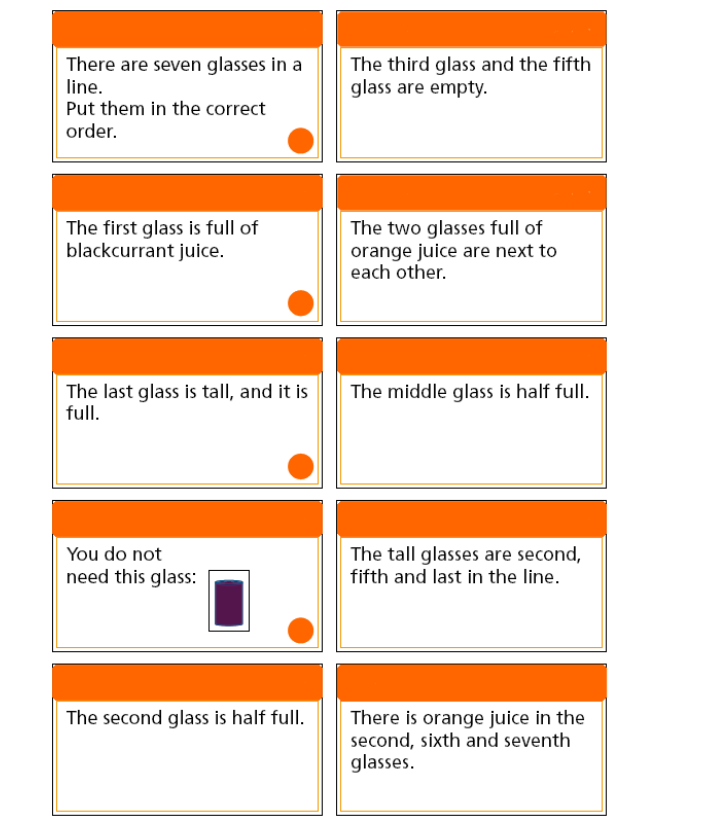 There are seven glasses in a
line.
Put them in the correct
order.
The third glass and the fifth
glass are empty.
The first glass is full of
blackcurrant juice.
The two glasses full of
orange juice are next to
each other.
The last glass is tall, and it is
full.
The middle glass is half full.
You do not
need this glass:
The tall glasses are second,
fifth and last in the line.
The second glass is half full.
There is orange juice in the
second, sixth and seventh
glasses.